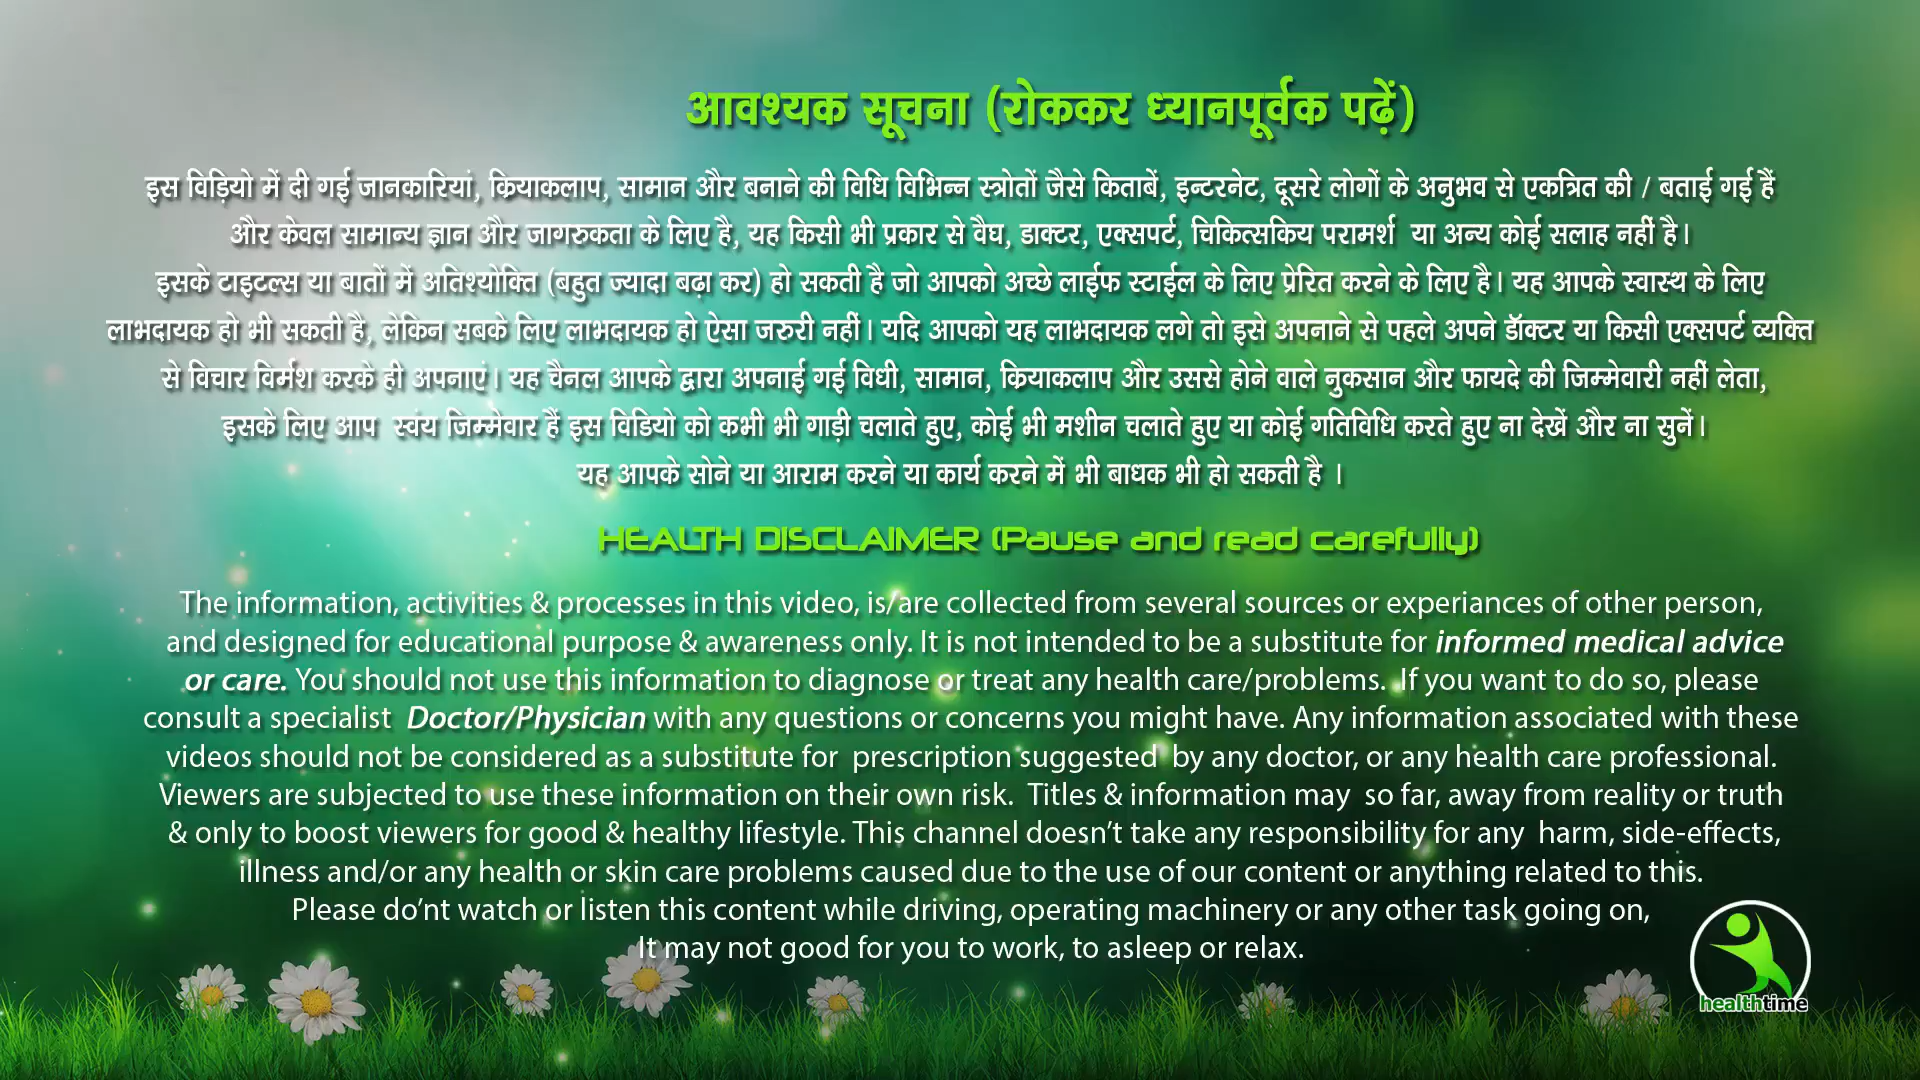 आवश्यक सूचना (रोककर ध्यानपूर्वक पढ़ें)
इस विड़ियो में दी गई जानकारियां, क्रियाकलाप, सामान और बनाने की विधि विभिन्न स्त्रोतों जैसे किताबें, इन्टरनेट, दूसरे लोगों के अनुभव से एकत्रित की / बताई गई हैं
और केवल सामान्य ज्ञान और जागरुकता के लिए है, यह किसी भी प्रकार से वैघ, डाक्टर, एक्सपर्ट, चिकित्सकिय परामर्श या अन्य कोई सलाह नहीं है।
इसके टाइटल्स या बातों में अतिश्योक्ति (बहुत ज्यादा बढ़ा कर) हो सकती है जो आपको अच्छे लाईफ स्टाईल के लिए प्रेरित करने के लिए है। यह आपके स्वास्थ के लिए
लाभदायक हो भी सकती है, लेकिन सबके लिए लाभदायक हो ऐसा जरुरी नहीं। यदि आपको यह लाभदायक लगे तो इसे अपनाने से पहले अपने डॉक्टर या किसी एक्सपर्ट व्यक्ति
से विचार विर्मश करके ही अपनाएं। यह चैनल आपके द्वारा अपनाई गई विधी, सामान, क्रियाकलाप और उससे होने वाले नुकसान और फायदे की जिम्मेवारी नहीं लेता,
इसके लिए आप स्वंय जिम्मेवार हैं इस विडियो को कभी भी गाड़ी चलाते हुए, कोई भी मशीन चलाते हुए या कोई गतिविधि करते हुए ना देखें और ना सुनें।
यह आपके सोने या आराम करने या कार्य करने में भी बाधक भी हो सकती है ।
HEALTH DISCLAIMER (Pause and read carefully)
The information, activities & processes in this video, is/are collected from several sources or experiances of other person,
and designed for educational purpose & awareness only. It is not intended to be a substitute for informed medical advice
or care. You should not use this information to diagnose or treat any health care/problems. If you want to do so, please
consult a specialist Doctor/Physician with any questions or concerns you might have. Any information associated with these
videos should not be considered as a substitute for prescription suggested by any doctor, or any health care professional.
Viewers are subjected to use these information on their own risk. Titles & information may so far, away from reality or truth
& only to boost viewers for good & healthy lifestyle. This channel doesn't take any responsibility for any harm, side-effects,
illness and/or any health or skin care problems caused due to the use of our content or anything related to this.
Please do'nt watch or listen this content while driving, operating machinery or any other task going on,
It may not good for you to work, to asleep or relax.
healthtime